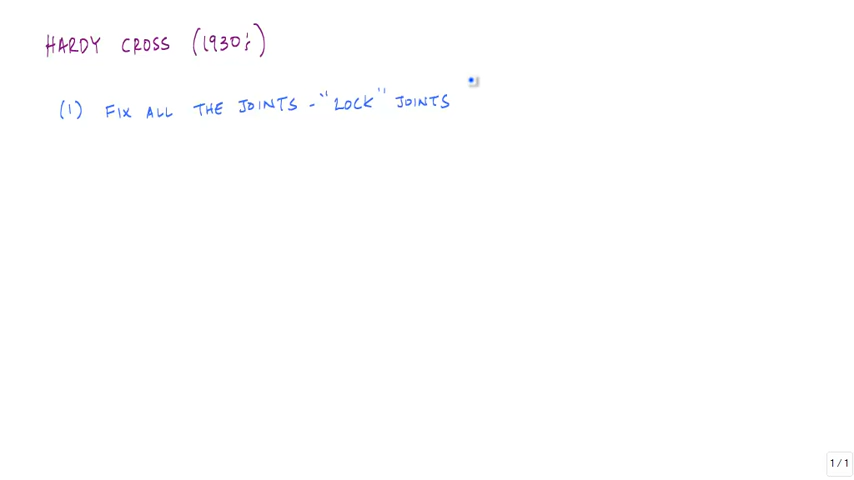 HARDY CROSS (1930's)
(1) FIX ALL THE JOINTS - "LOCK" JOINTS
1 / 1